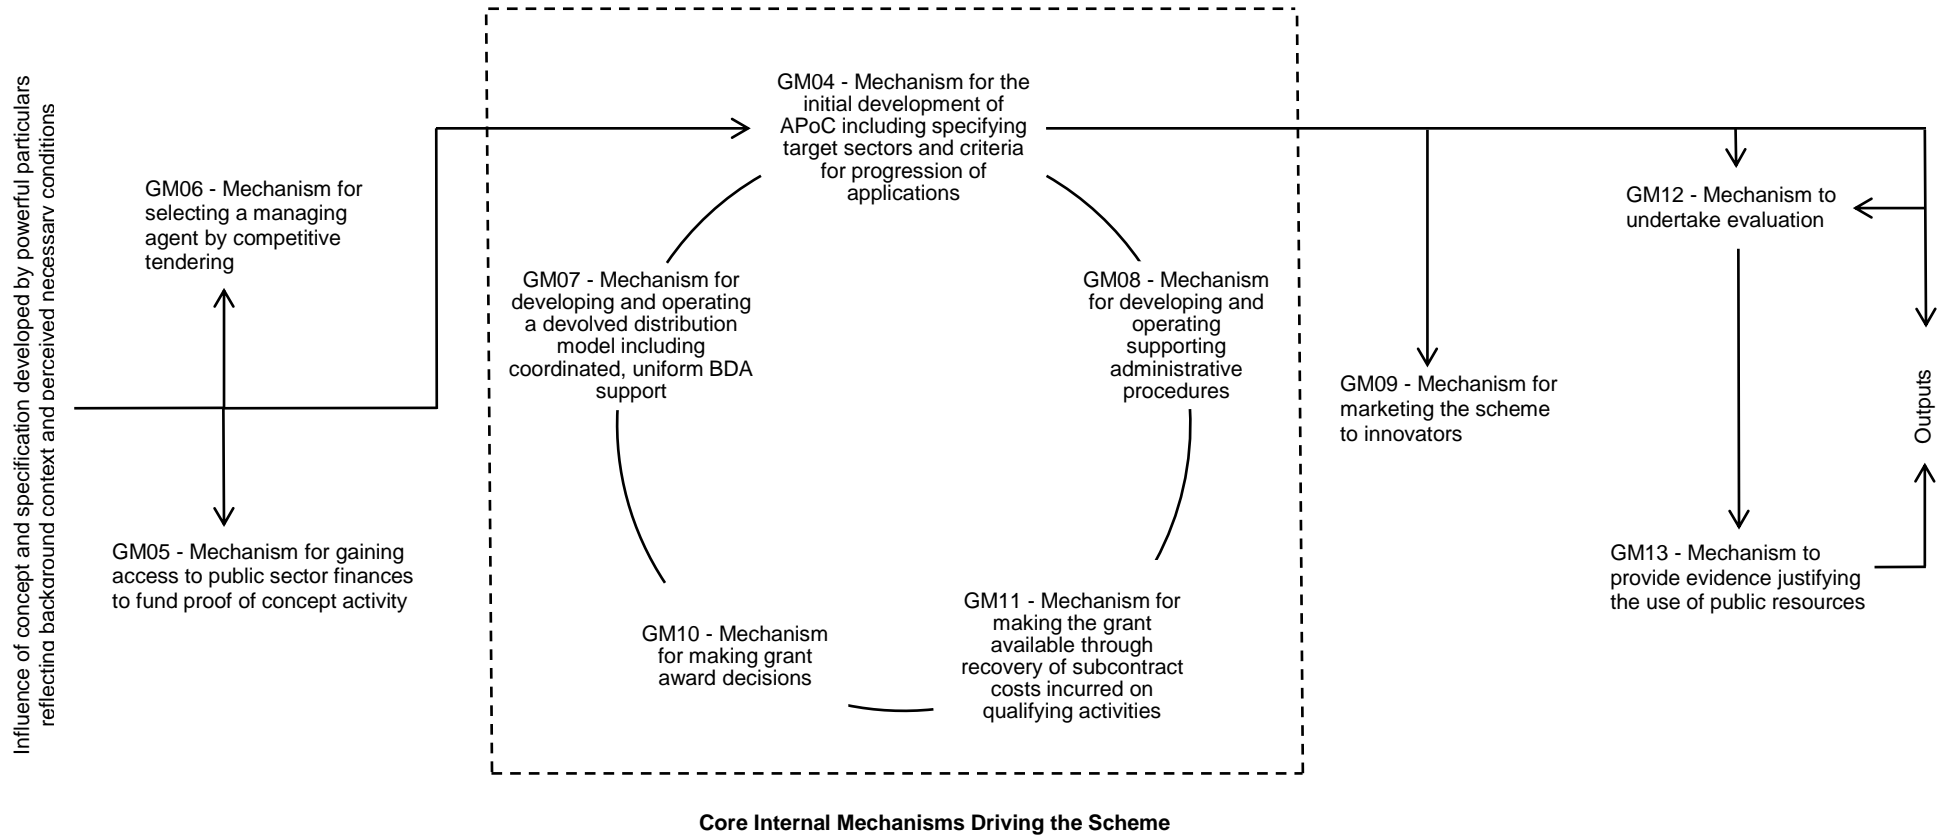 Influence of concept and specification developed by powerful particulars
reflecting background context and perceived necessary conditions
GM06 - Mechanism for
selecting a managing
agent by competitive
tendering
GM05 - Mechanism for gaining
access to public sector finances
to fund proof of concept activity
GM04 - Mechanism for the
initial development of
APoC including specifying
target sectors and criteria
for progression of
applications
GM07 - Mechanism for
developing and operating
a devolved distribution
model including
coordinated, uniform BDA
support
GM08 - Mechanism
for developing and
operating
supporting
administrative
procedures
GM10 - Mechanism
for making grant
award decisions
GM11 - Mechanism for
making the grant
available through
recovery of subcontract
costs incurred on
qualifying activities
GM09 - Mechanism for
marketing the scheme
to innovators
GM12 - Mechanism to
undertake evaluation
GM13 - Mechanism to
provide evidence justifying
the use of public resources
Outputs
Core Internal Mechanisms Driving the Scheme